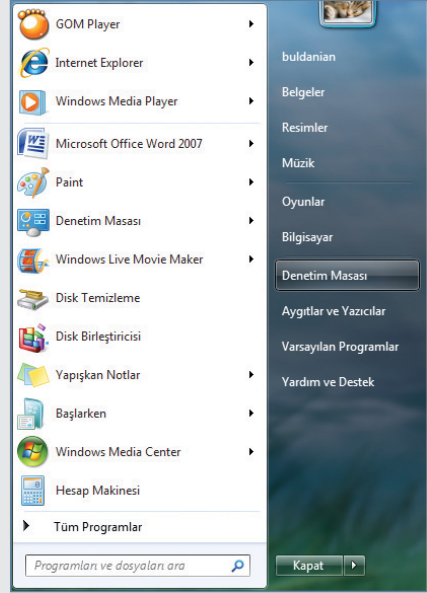 GOM Player
Internet Explorer
Windows Media Player
Microsoft Office Word 2007
Paint
Denetim Masası
Windows Live Movie Maker
Disk Temizleme
Disk Birleştiricisi
Yapışkan Notlar
Başlarken
Windows Media Center
Hesap Makinesi
Tüm Programlar
Programları ve dosyaları ara
buldanian
Belgeler
Resimler
Müzik
Oyunlar
Bilgisayar
Denetim Masası
Aygıtlar ve Yazıcılar
Varsayılan Programlar
Yardım ve Destek
Kapat